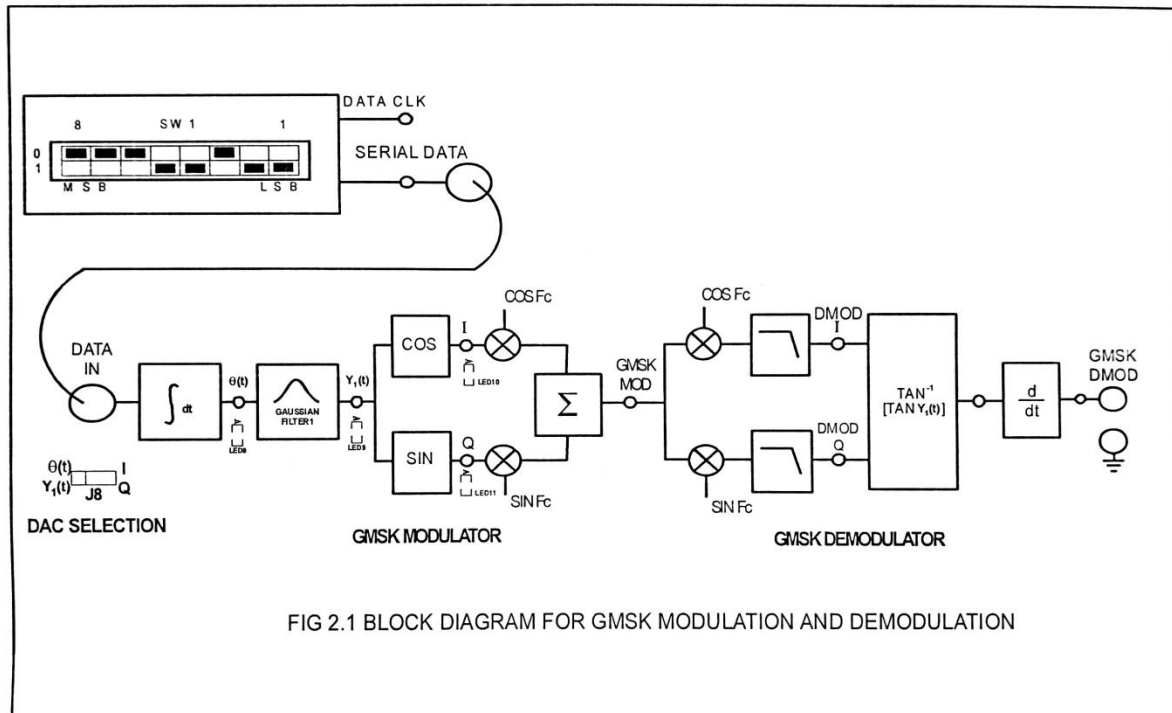 DATA CLK
8 SW 1 1
0
1
M S B L S B
SERIAL DATA
DATA
IN
∫ dt
θ(t)
LED8
GAUSSIAN
FILTER1
Y₁(t)
LED9
COS
I
LED10
COS Fc
SIN
Q
LED11
SIN Fc
Σ
GMSK
MOD
COS Fc
SIN Fc
DMOD
I
DMOD
Q
TAN⁻¹
[TAN Y₁(t)]
d
dt
GMSK
DMOD
θ(t) I
Y₁(t) J8 Q
DAC SELECTION
GMSK MODULATOR
GMSK DEMODULATOR
FIG 2.1 BLOCK DIAGRAM FOR GMSK MODULATION AND DEMODULATION